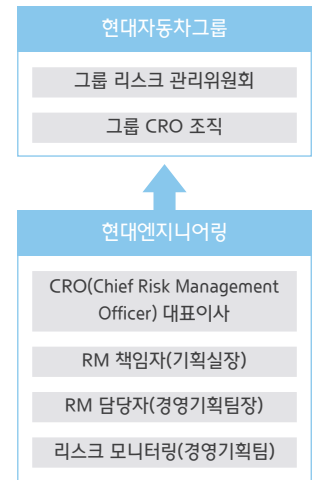 현대자동차그룹
그룹 리스크 관리위원회
그룹 CRO 조직
현대엔지니어링
CRO(Chief Risk Management
Officer) 대표이사
RM 책임자(기획실장)
RM 담당자(경영기획팀장)
리스크 모니터링(경영기획팀)